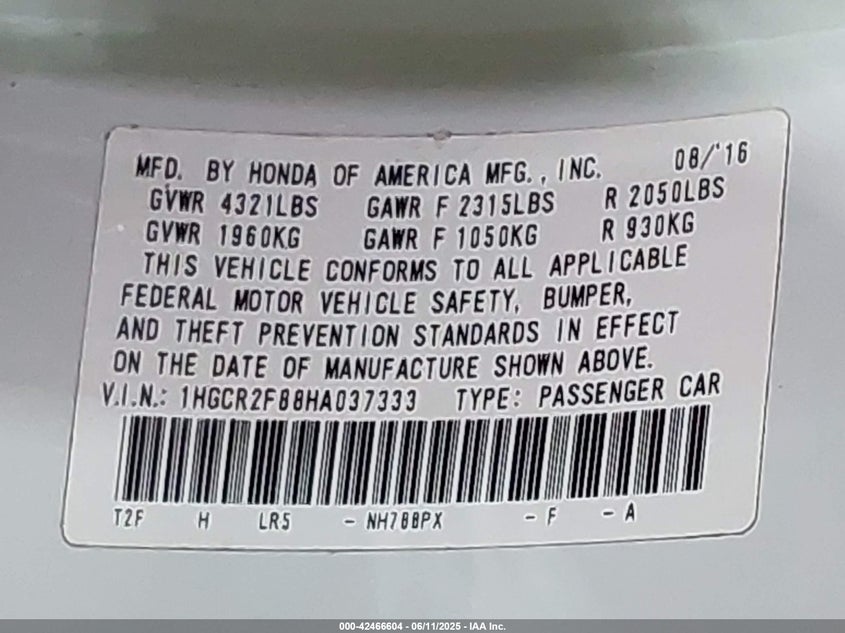 MFD. BY HONDA OF AMERICA MFG., INC. 08/'16
GVWR 4321LBS GAWR F 2315LBS R 2050LBS
GVWR 1960KG GAWR F 1050KG R 930KG
THIS VEHICLE CONFORMS TO ALL APPLICABLE
FEDERAL MOTOR VEHICLE SAFETY, BUMPER,
AND THEFT PREVENTION STANDARDS IN EFFECT
ON THE DATE OF MANUFACTURE SHOWN ABOVE.
V.I.N.: 1HGCR2F88HA037333 TYPE: PASSENGER CAR
T2F H LR5 - NH788PX - F - A
000-42466604 - 06/11/2025 - IAA Inc.